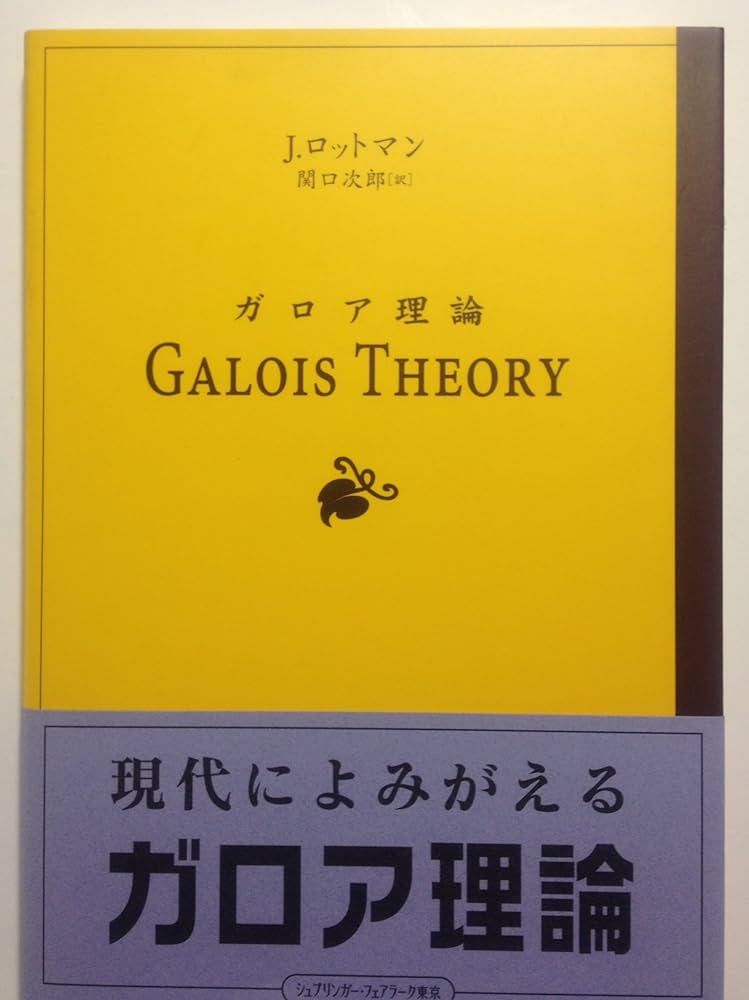 J.ロットマン
関口次郎[訳]
ガロア理論
GALOIS THEORY
現代によみがえる
ガロア理論
シュプリンガー・フェアラーク東京